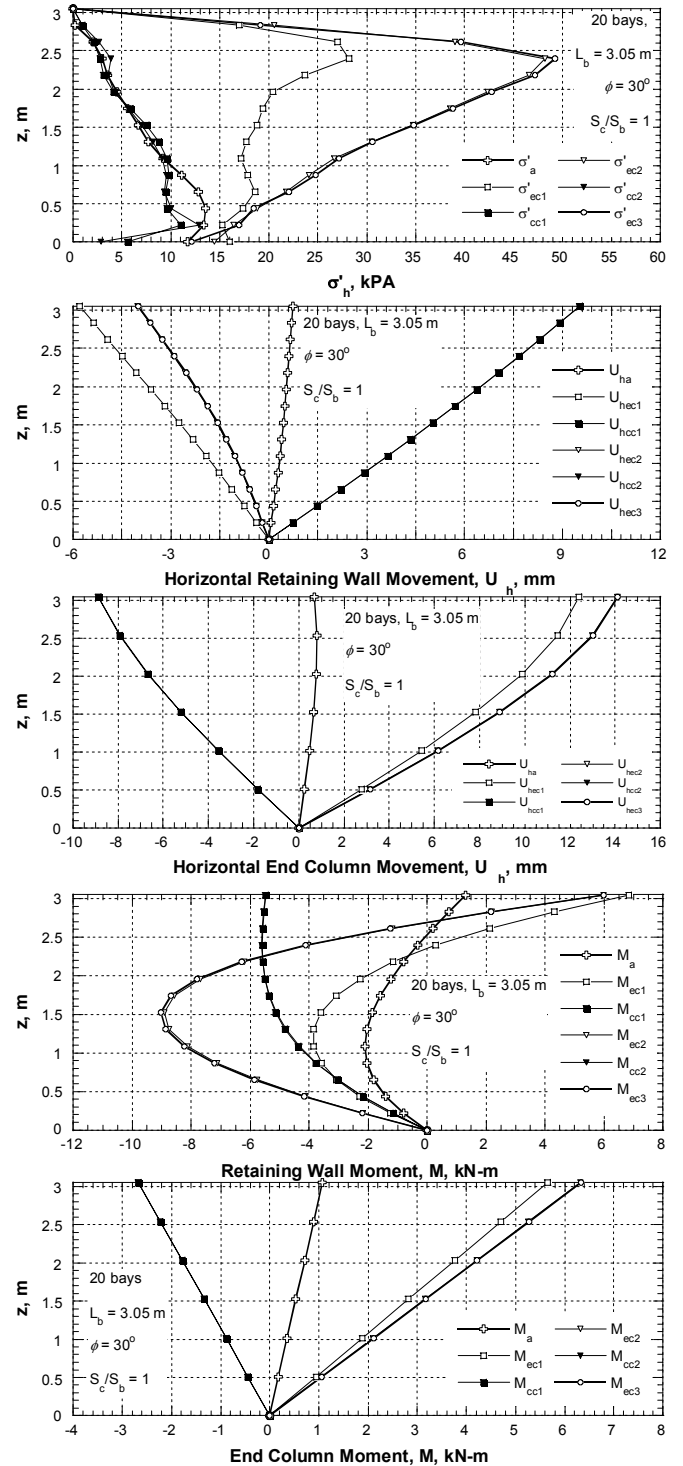 3
2.5
2
1.5
1
0.5
0
z, m
20 bays,
L_b = 3.05 m
ϕ = 30°
S_c/S_b = 1
σ'_a σ'_ec2
σ'_ec1 σ'_cc2
σ'_cc1 σ'_ec3
0 5 10 15 20 25 30 35 40 45 50 55 60
σ'_h, kPa
3
2.5
2
1.5
1
0.5
0
z, m
20 bays, L_b = 3.05 m
ϕ = 30°
S_c/S_b = 1
U_ha
U_hec1
U_hcc1
U_hec2
U_hcc2
U_hec3
-6 -3 0 3 6 9 12
Horizontal Retaining Wall Movement, U_h, mm
3
2.5
2
1.5
1
0.5
0
z, m
20 bays, L_b = 3.05 m
ϕ = 30°
S_c/S_b = 1
U_ha U_hec2
U_hec1 U_hcc2
U_hcc1 U_hec3
-10 -8 -6 -4 -2 0 2 4 6 8 10 12 14 16
Horizontal End Column Movement, U_h, mm
3
2.5
2
1.5
1
0.5
0
z, m
20 bays, L_b = 3.05 m
ϕ = 30°
S_c/S_b = 1
M_a
M_ec1
M_cc1
M_ec2
M_cc2
M_ec3
-12 -10 -8 -6 -4 -2 0 2 4 6 8
Retaining Wall Moment, M, kN-m
3
2.5
2
1.5
1
0.5
0
z, m
20 bays
L_b = 3.05 m
ϕ = 30°
S_c/S_b = 1
M_a M_ec2
M_ec1 M_cc2
M_cc1 M_ec3
-4 -3 -2 -1 0 1 2 3 4 5 6 7 8
End Column Moment, M, kN-m